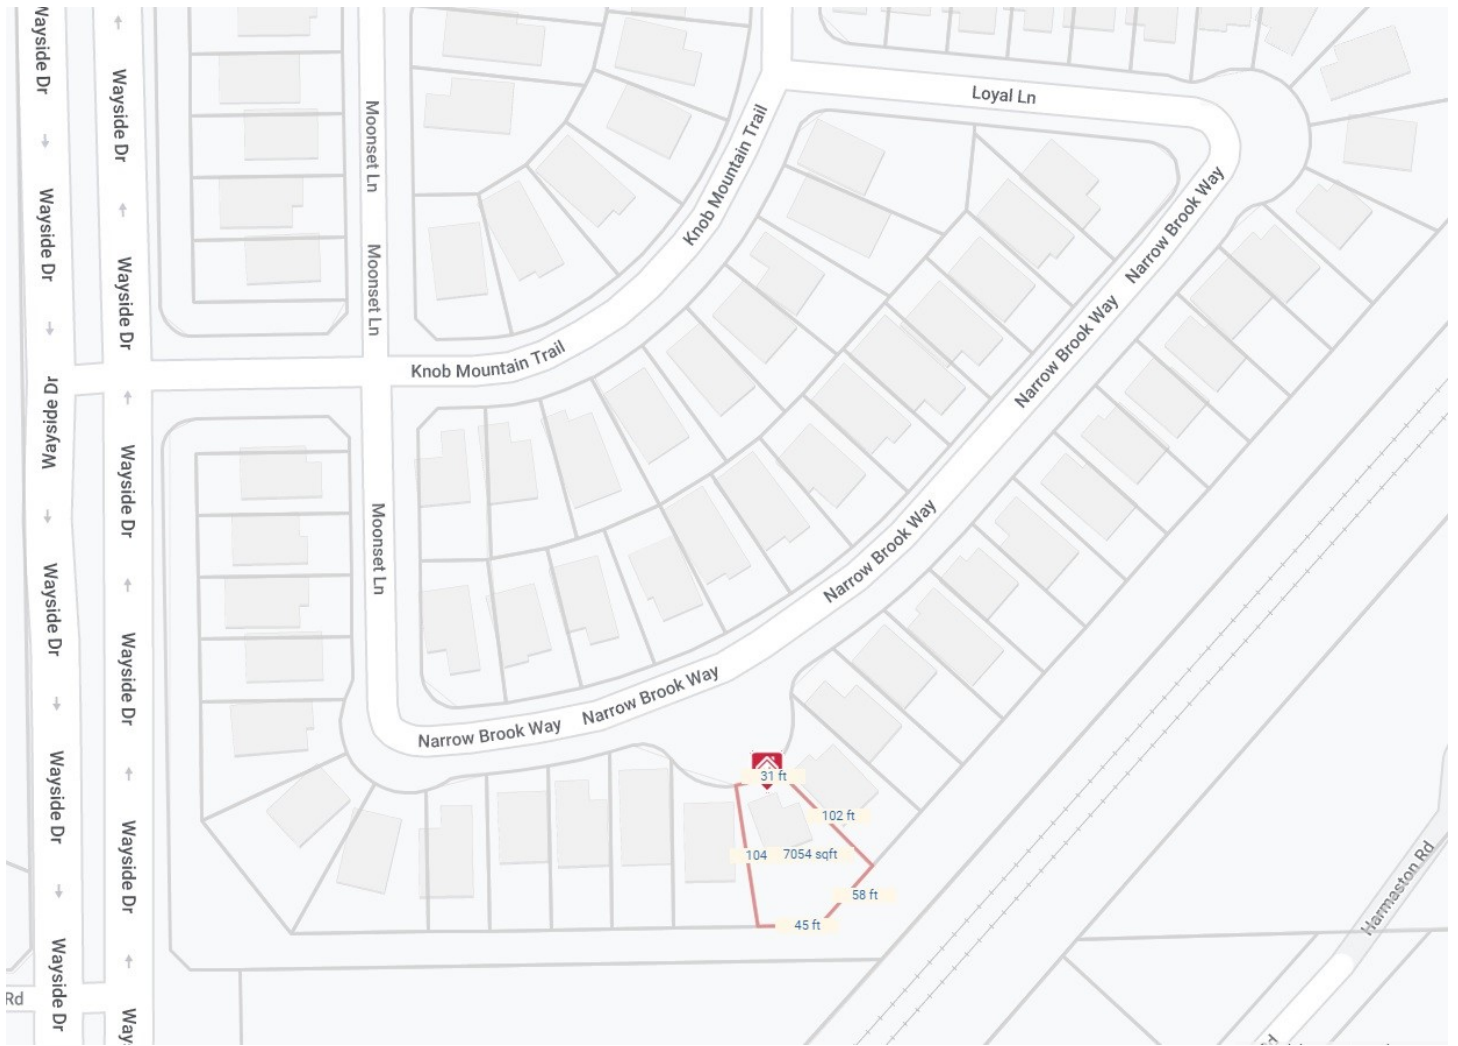 Wayside Dr
Wayside Dr
Wayside Dr
Wayside Dr
Wayside Dr
Wayside Dr
Wayside Dr
Wayside Dr
Wayside Dr
Wayside Dr
Wayside Dr
Wayside Dr
Moonset Ln
Moonset Ln
Moonset Ln
Knob Mountain Trail
Knob Mountain Trail
Loyal Ln
Narrow Brook Way
Narrow Brook Way
Narrow Brook Way
Narrow Brook Way
Narrow Brook Way
31 ft
102 ft
104
7054 sqft
58 ft
45 ft
Harmaston Rd
Rd
Way